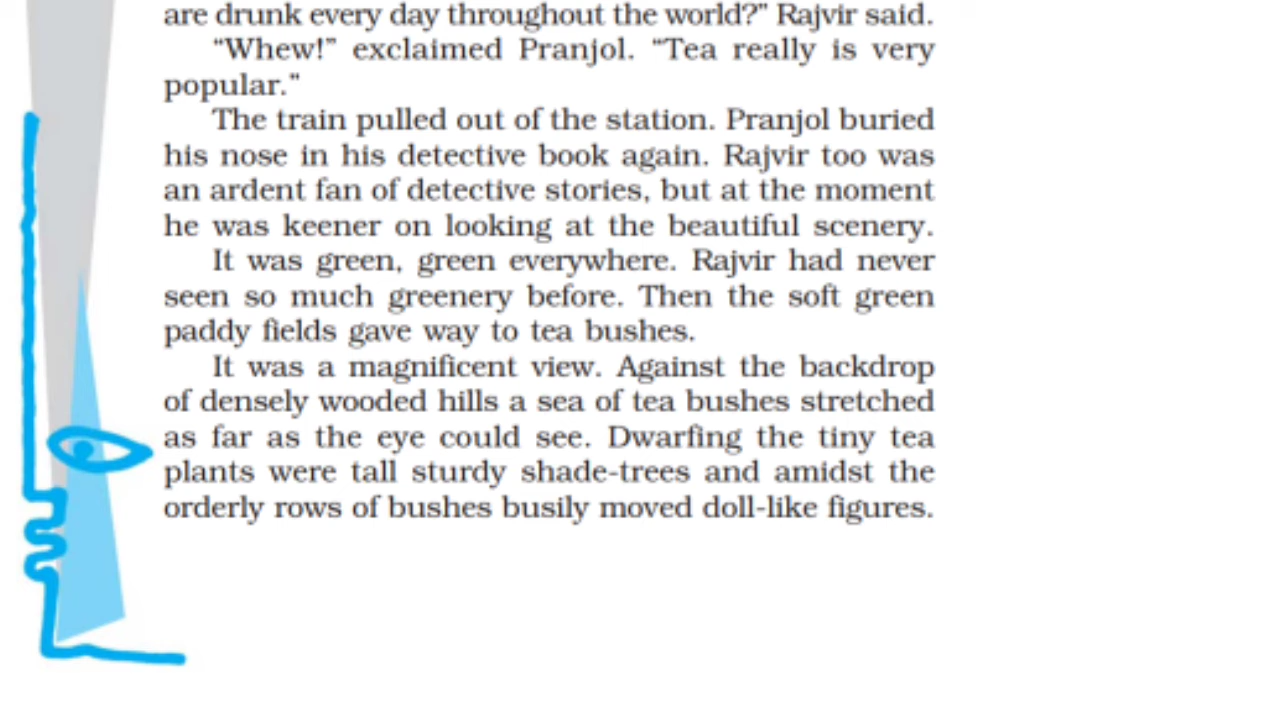 are drunk every day throughout the world?" Rajvir said.
"Whew!" exclaimed Pranjol. "Tea really is very
popular."
The train pulled out of the station. Pranjol buried
his nose in his detective book again. Rajvir too was
an ardent fan of detective stories, but at the moment
he was keener on looking at the beautiful scenery.
It was green, green everywhere. Rajvir had never
seen so much greenery before. Then the soft green
paddy fields gave way to tea bushes.
It was a magnificent view. Against the backdrop
of densely wooded hills a sea of tea bushes stretched
as far as the eye could see. Dwarfing the tiny tea
plants were tall sturdy shade-trees and amidst the
orderly rows of bushes busily moved doll-like figures.